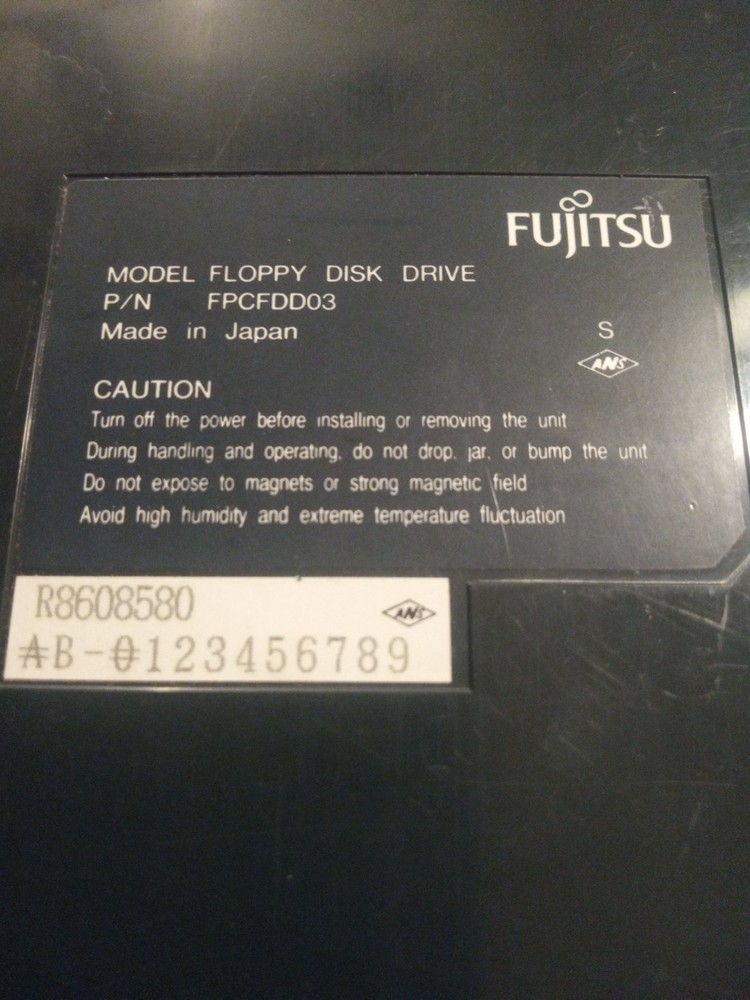 FUJITSU
MODEL FLOPPY DISK DRIVE
P/N FPCFDD03
Made in Japan
S
ANS
CAUTION
Turn off the power before installing or removing the unit
During handling and operating, do not drop, jar, or bump the unit
Do not expose to magnets or strong magnetic field
Avoid high humidity and extreme temperature fluctuation
R8608580
ANS
AB-0123456789